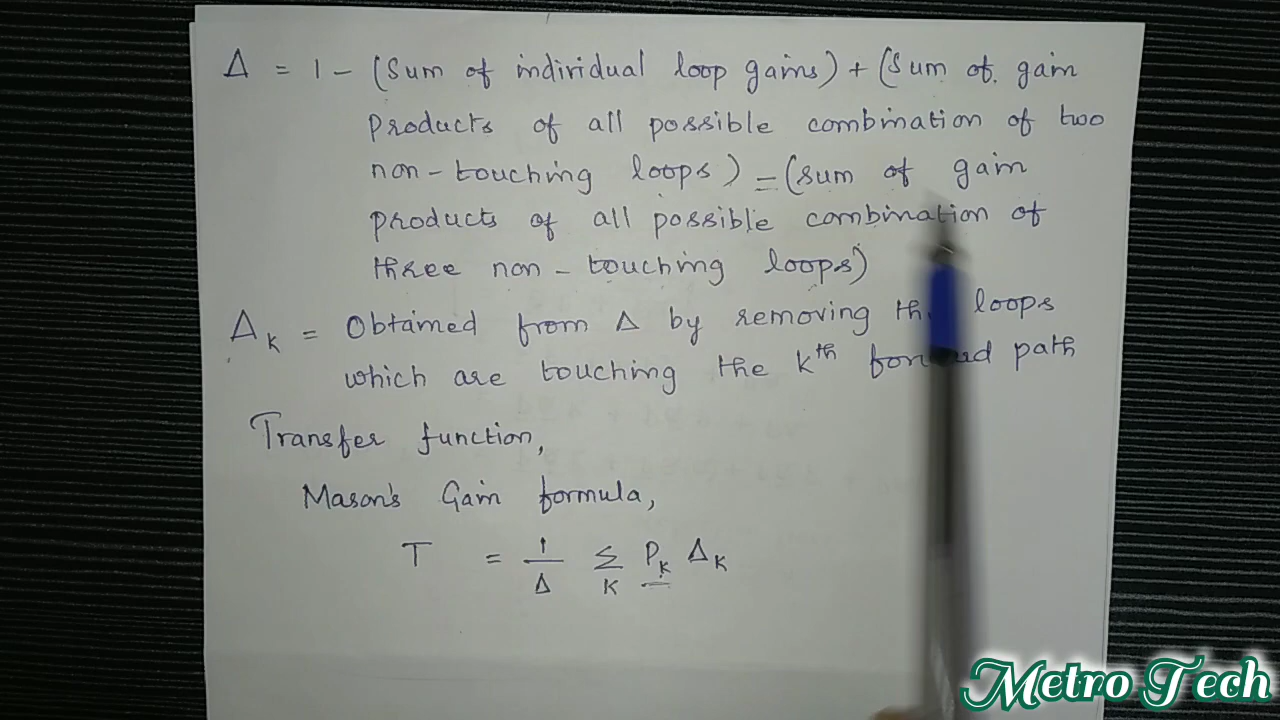 Δ = 1 - (Sum of individual loop gains) + (Sum of gain
products of all possible combination of two
non-touching loops) - (sum of gain
products of all possible combination of
three non-touching loops)
Δk = Obtained from Δ by removing the loops
which are touching the kth forward path
Transfer function,
Mason's Gain formula,
T = 1/Δ Σk Pk Δk
Metro Tech